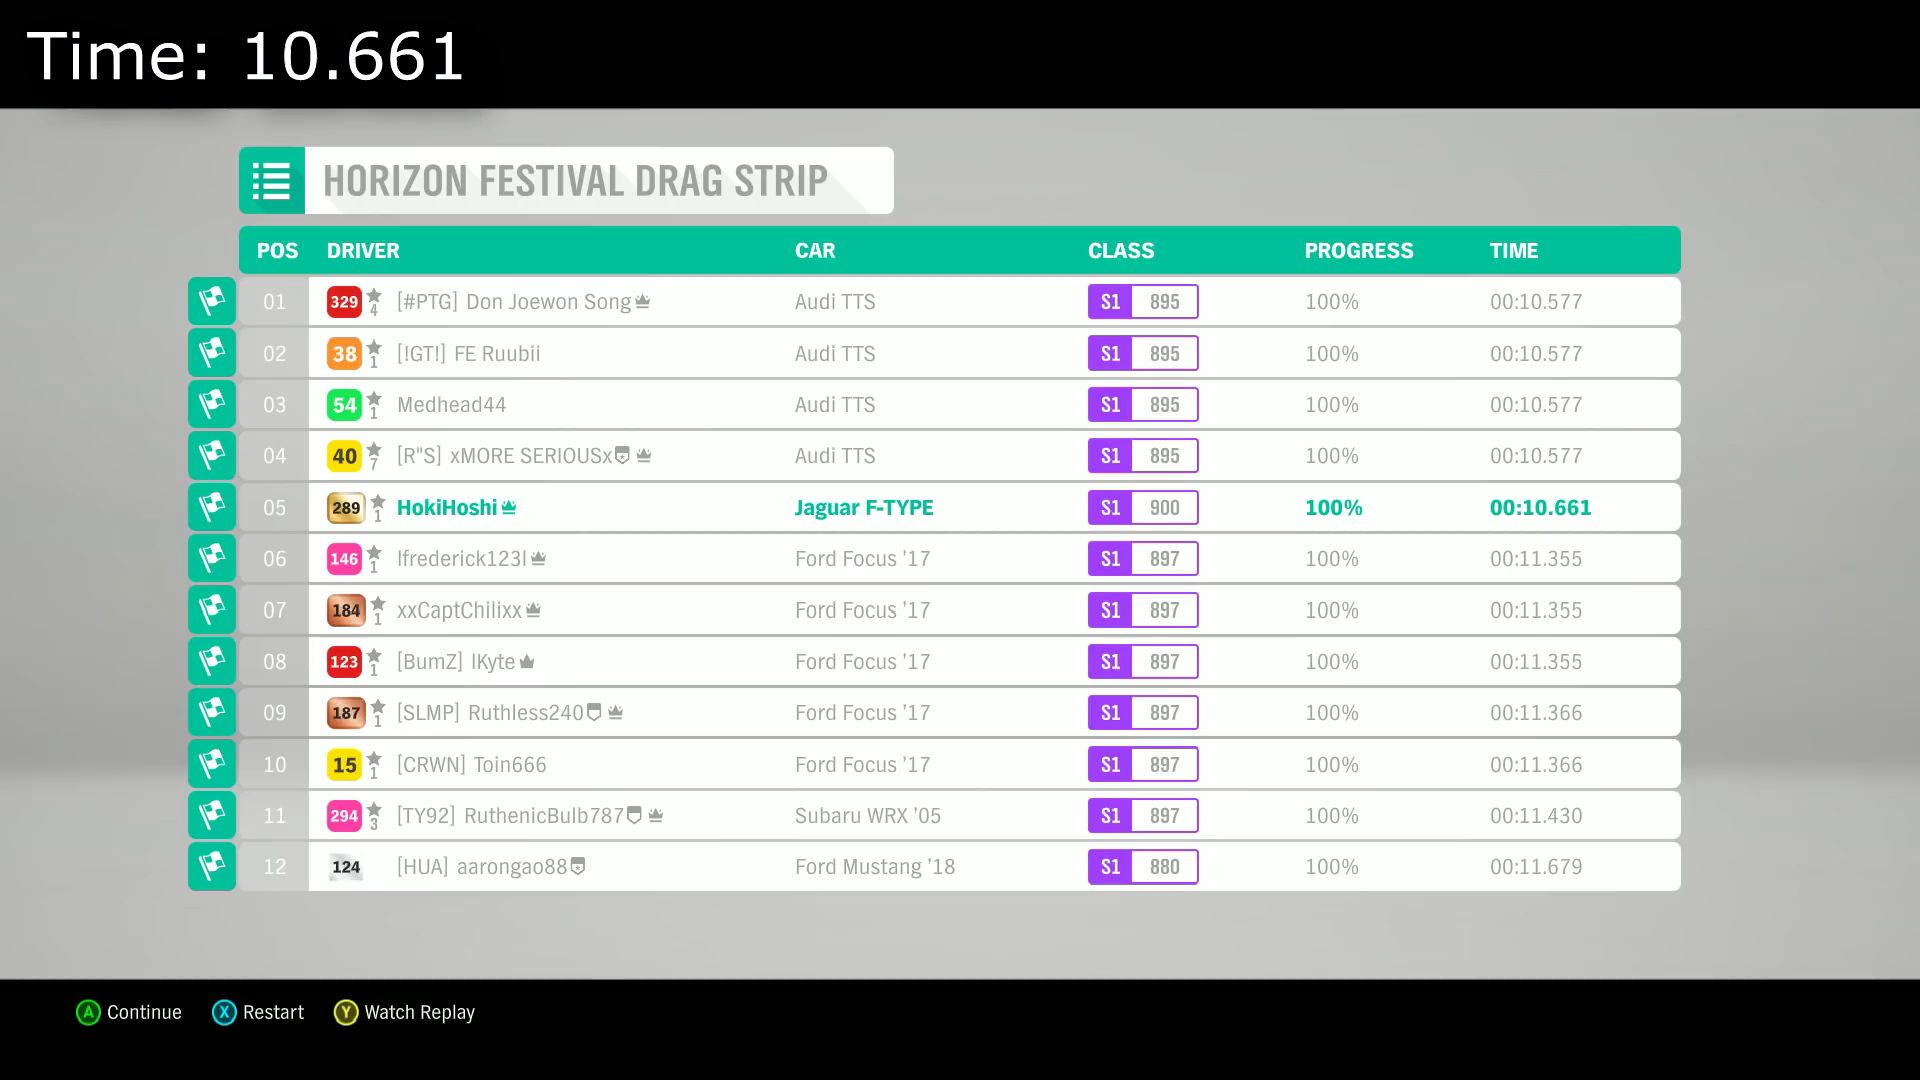 Time: 10.661
HORIZON FESTIVAL DRAG STRIP
POS DRIVER CAR CLASS PROGRESS TIME
01 329 4 [#PTG] Don Joewon Song Audi TTS S1 895 100% 00:10.577
02 38 1 [!GT!] FE Ruubii Audi TTS S1 895 100% 00:10.577
03 54 1 Medhead44 Audi TTS S1 895 100% 00:10.577
04 40 7 [R"S] xMORE SERIOUSx Audi TTS S1 895 100% 00:10.577
05 289 1 HokiHoshi Jaguar F-TYPE S1 900 100% 00:10.661
06 146 1 lfrederick123l Ford Focus '17 S1 897 100% 00:11.355
07 184 1 xxCaptChilixx Ford Focus '17 S1 897 100% 00:11.355
08 123 1 [BumZ] lKyte Ford Focus '17 S1 897 100% 00:11.355
09 187 1 [SLMP] Ruthless240 Ford Focus '17 S1 897 100% 00:11.366
10 15 1 [CRWN] Toin666 Ford Focus '17 S1 897 100% 00:11.366
11 294 3 [TY92] RuthenicBulb787 Subaru WRX '05 S1 897 100% 00:11.430
12 124 [HUA] aarongao88 Ford Mustang '18 S1 880 100% 00:11.679
A Continue X Restart Y Watch Replay